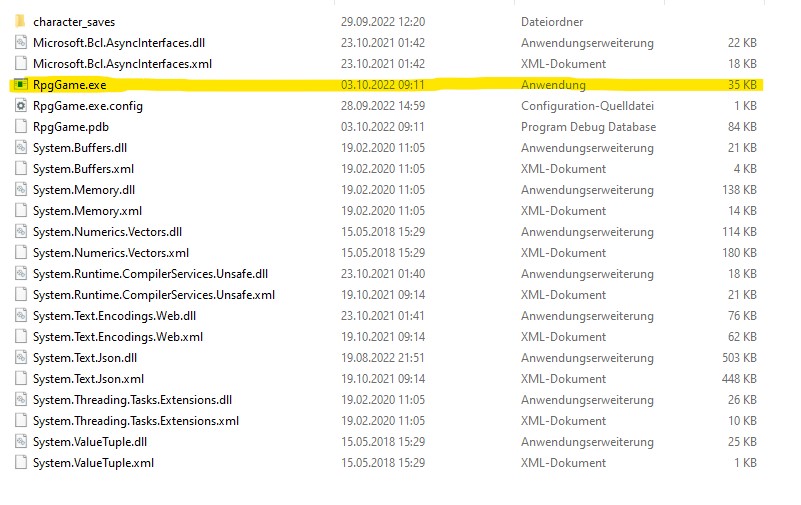 character_saves 29.09.2022 12:20 Dateiordner
Microsoft.Bcl.AsyncInterfaces.dll 23.10.2021 01:42 Anwendungserweiterung 22 KB
Microsoft.Bcl.AsyncInterfaces.xml 23.10.2021 01:42 XML-Dokument 18 KB
RpgGame.exe 03.10.2022 09:11 Anwendung 35 KB
RpgGame.exe.config 28.09.2022 14:59 Configuration-Quelldatei 1 KB
RpgGame.pdb 03.10.2022 09:11 Program Debug Database 84 KB
System.Buffers.dll 19.02.2020 11:05 Anwendungserweiterung 21 KB
System.Buffers.xml 19.02.2020 11:05 XML-Dokument 4 KB
System.Memory.dll 19.02.2020 11:05 Anwendungserweiterung 138 KB
System.Memory.xml 19.02.2020 11:05 XML-Dokument 14 KB
System.Numerics.Vectors.dll 15.05.2018 15:29 Anwendungserweiterung 114 KB
System.Numerics.Vectors.xml 15.05.2018 15:29 XML-Dokument 180 KB
System.Runtime.CompilerServices.Unsafe.dll 23.10.2021 01:40 Anwendungserweiterung 18 KB
System.Runtime.CompilerServices.Unsafe.xml 19.10.2021 09:14 XML-Dokument 21 KB
System.Text.Encodings.Web.dll 23.10.2021 01:41 Anwendungserweiterung 76 KB
System.Text.Encodings.Web.xml 19.10.2021 09:14 XML-Dokument 62 KB
System.Text.Json.dll 19.08.2022 21:51 Anwendungserweiterung 503 KB
System.Text.Json.xml 19.10.2021 09:14 XML-Dokument 448 KB
System.Threading.Tasks.Extensions.dll 19.02.2020 11:05 Anwendungserweiterung 26 KB
System.Threading.Tasks.Extensions.xml 19.02.2020 11:05 XML-Dokument 10 KB
System.ValueTuple.dll 15.05.2018 15:29 Anwendungserweiterung 25 KB
System.ValueTuple.xml 15.05.2018 15:29 XML-Dokument 1 KB